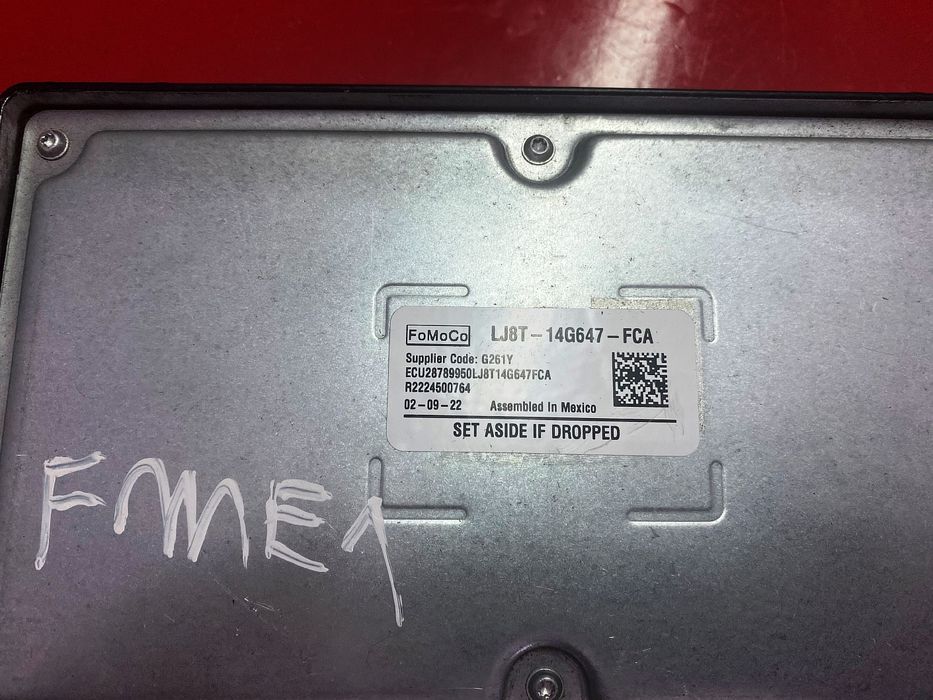 FoMoCo LJ8T-14G647-FCA
Supplier Code: G261Y
ECU28789950LJ8T14G647FCA
R2224500764
02-09-22 Assembled In Mexico
SET ASIDE IF DROPPED
FME1